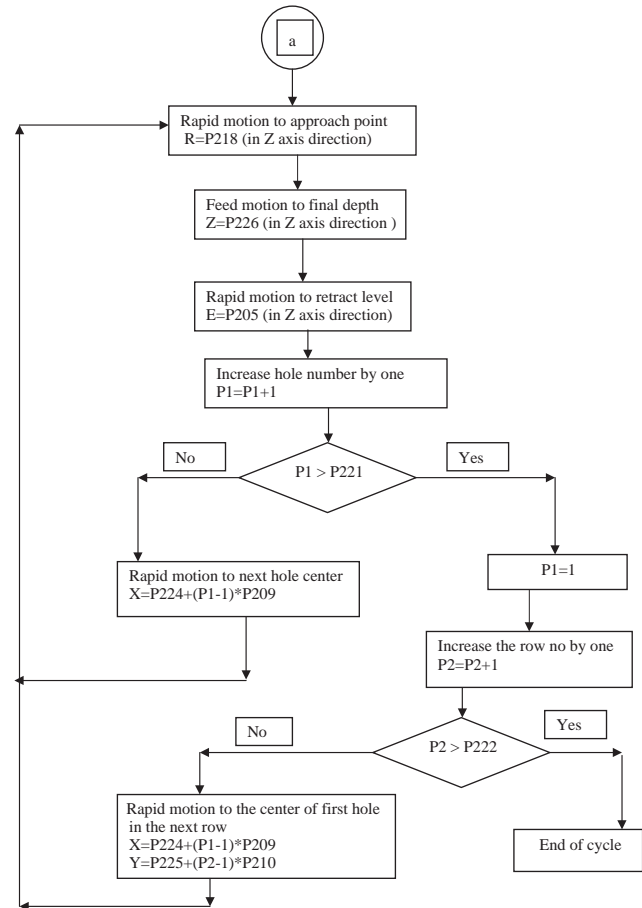 a
Rapid motion to approach point
R=P218 (in Z axis direction)
Feed motion to final depth
Z=P226 (in Z axis direction )
Rapid motion to retract level
E=P205 (in Z axis direction)
Increase hole number by one
P1=P1+1
No
P1 > P221
Yes
Rapid motion to next hole center
X=P224+(P1-1)*P209
P1=1
Increase the row no by one
P2=P2+1
No
P2 > P222
Yes
Rapid motion to the center of first hole
in the next row
X=P224+(P1-1)*P209
Y=P225+(P2-1)*P210
End of cycle